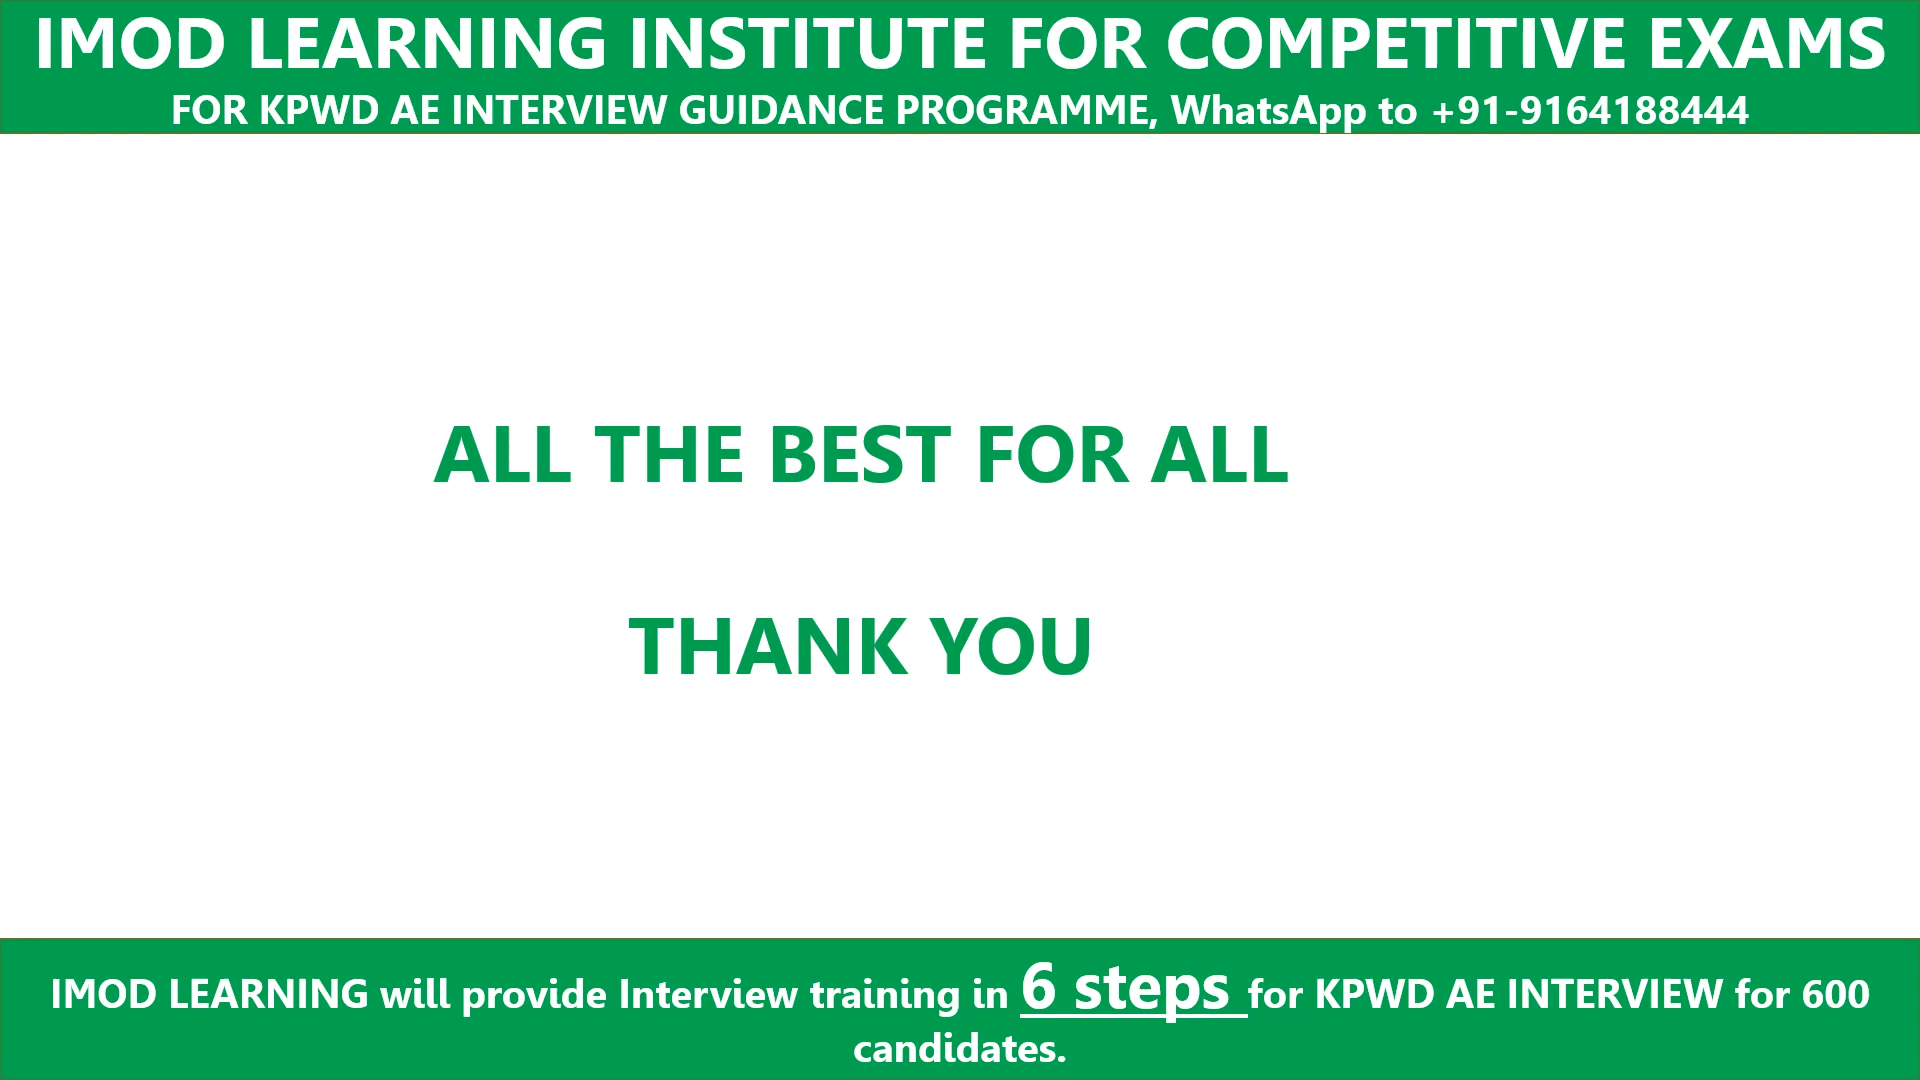 IMOD LEARNING INSTITUTE FOR COMPETITIVE EXAMS
FOR KPWD AE INTERVIEW GUIDANCE PROGRAMME, WhatsApp to +91-9164188444
ALL THE BEST FOR ALL
THANK YOU
IMOD LEARNING will provide Interview training in 6 steps for KPWD AE INTERVIEW for 600
candidates.